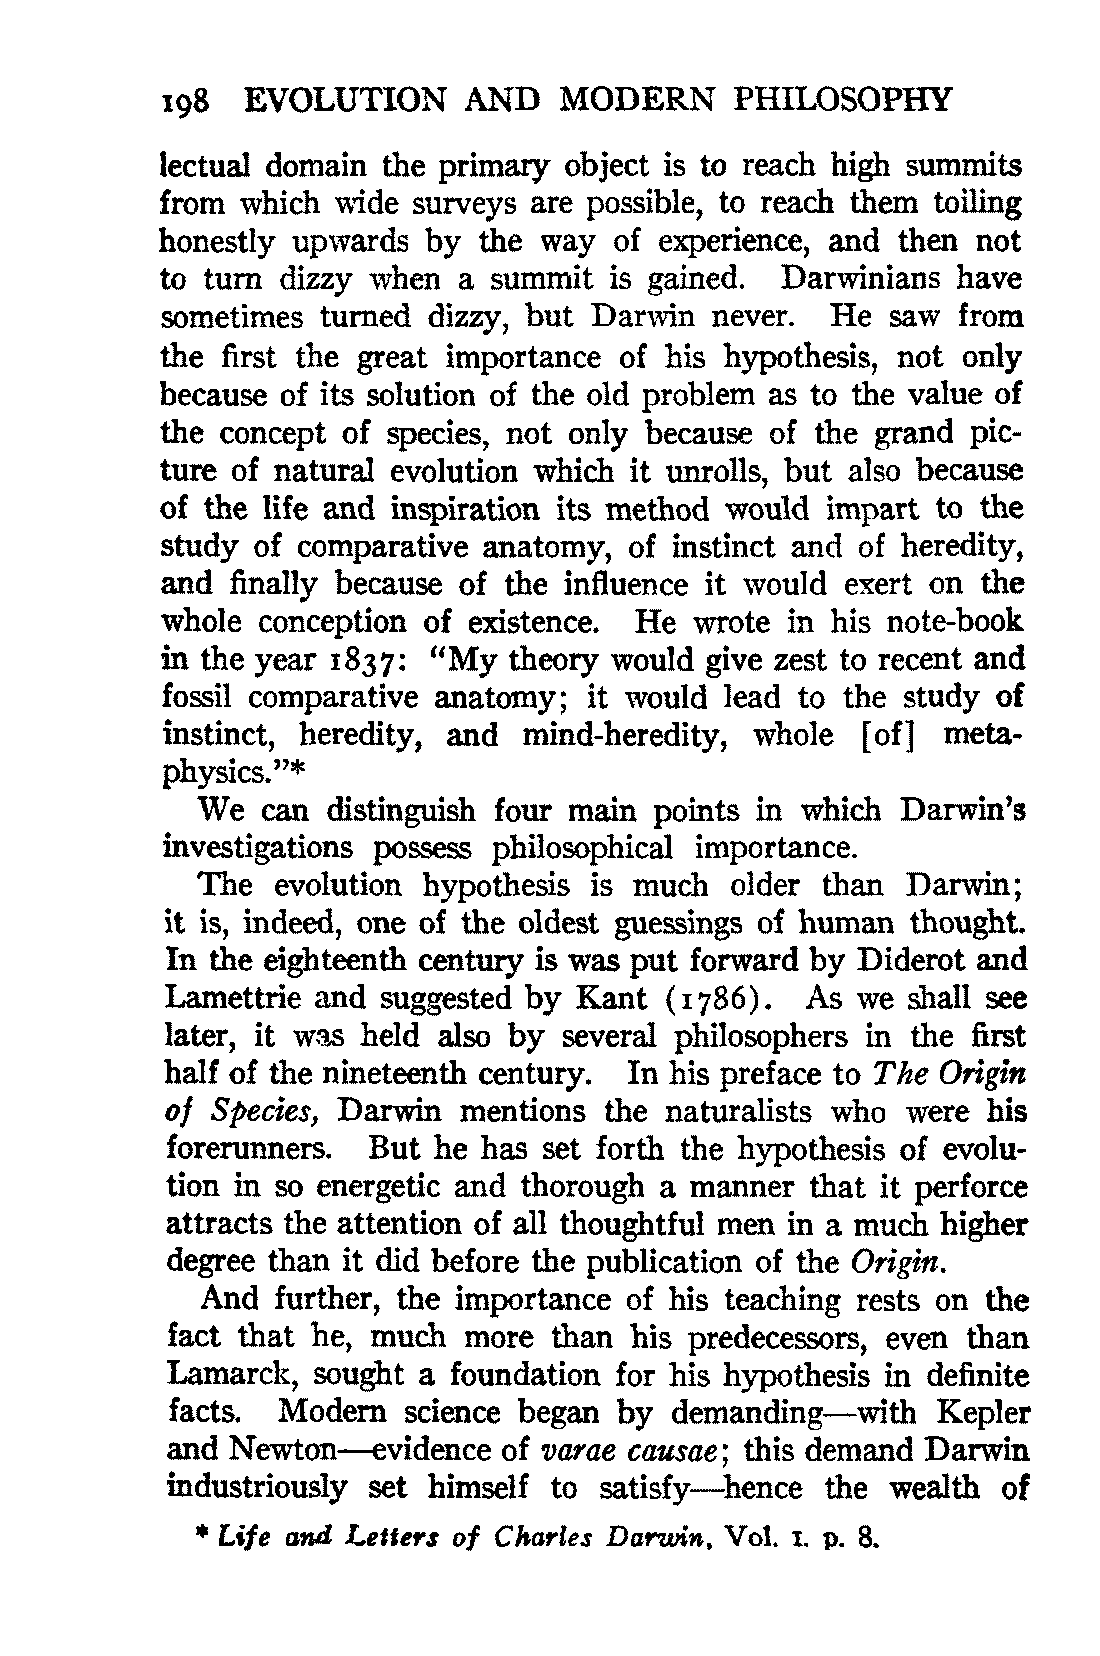 198 EVOLUTION AND MODERN PHILOSOPHY
lectual domain the primary object is to reach high summits
from which wide surveys are possible, to reach them toiling
honestly upwards by the way of experience, and then not
to turn dizzy when a summit is gained. Darwinians have
sometimes turned dizzy, but Darwin never. He saw from
the first the great importance of his hypothesis, not only
because of its solution of the old problem as to the value of
the concept of species, not only because of the grand pic-
ture of natural evolution which it unrolls, but also because
of the life and inspiration its method would impart to the
study of comparative anatomy, of instinct and of heredity,
and finally because of the influence it would exert on the
whole conception of existence. He wrote in his note-book
in the year 1837: “My theory would give zest to recent and
fossil comparative anatomy; it would lead to the study of
instinct, heredity, and mind-heredity, whole [of] meta-
physics.”*
We can distinguish four main points in which Darwin’s
investigations possess philosophical importance.
The evolution hypothesis is much older than Darwin;
it is, indeed, one of the oldest guessings of human thought.
In the eighteenth century is was put forward by Diderot and
Lamettrie and suggested by Kant (1786). As we shall see
later, it was held also by several philosophers in the first
half of the nineteenth century. In his preface to The Origin
of Species, Darwin mentions the naturalists who were his
forerunners. But he has set forth the hypothesis of evolu-
tion in so energetic and thorough a manner that it perforce
attracts the attention of all thoughtful men in a much higher
degree than it did before the publication of the Origin.
And further, the importance of his teaching rests on the
fact that he, much more than his predecessors, even than
Lamarck, sought a foundation for his hypothesis in definite
facts. Modern science began by demanding—with Kepler
and Newton—evidence of varae causae; this demand Darwin
industriously set himself to satisfy—hence the wealth of
* Life and Letters of Charles Darwin, Vol. I. p. 8.